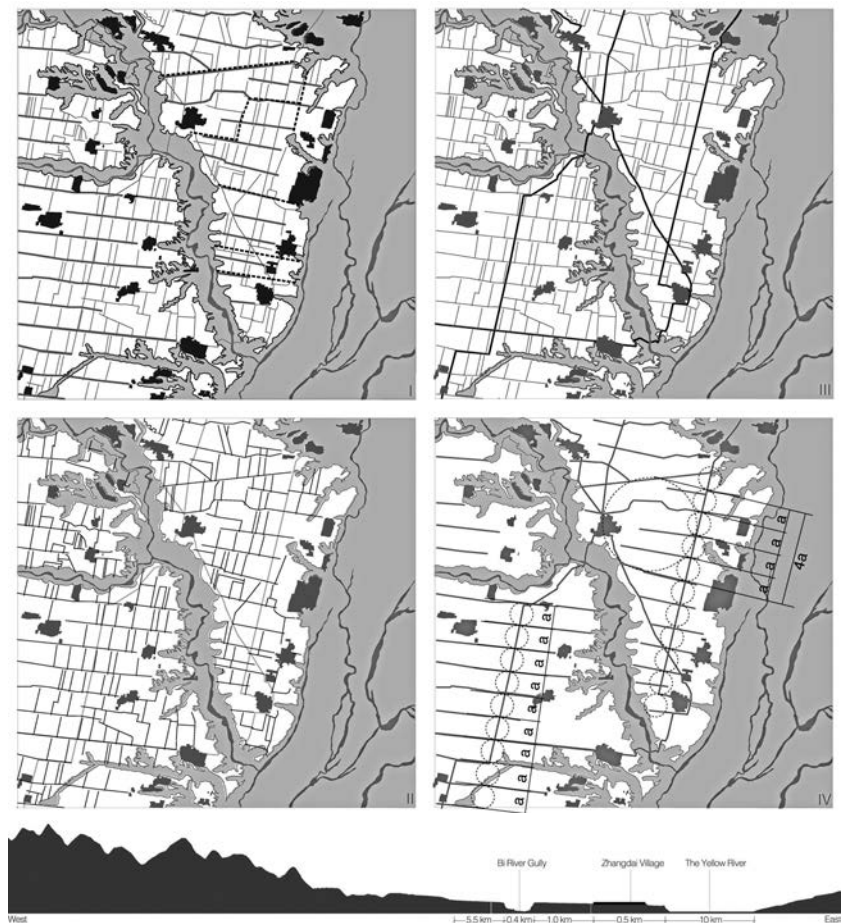 I
III
II
IV
a
a
a
a
4a
a
a
a
a
a
a
a
a
Bi River Gully
Zhangdai Village
The Yellow River
West
5.5 km
0.4 km
1.0 km
0.5 km
10 km
East